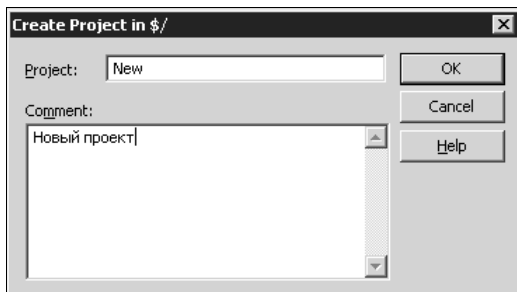 Create Project in $/
Project: New
OK
Comment:
Cancel
Новый проект
Help